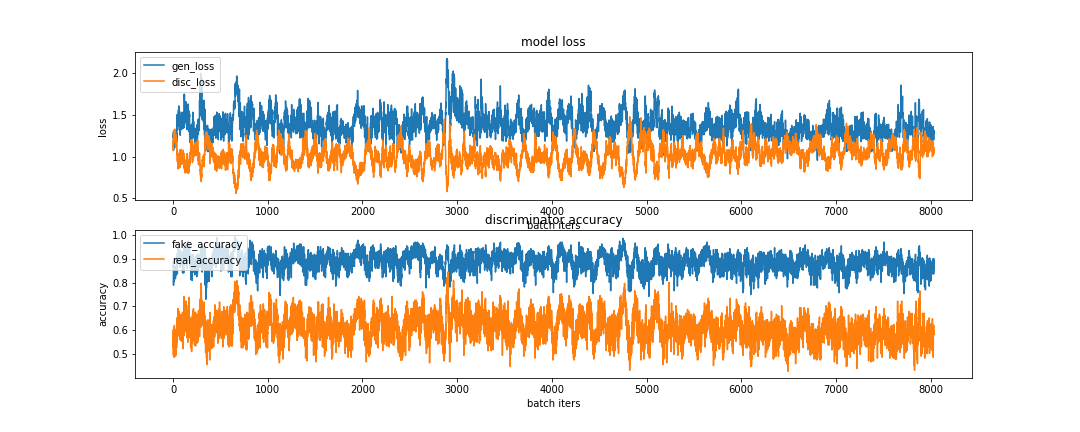 model loss
gen_loss
disc_loss
loss
2.0
1.5
1.0
0.5
0 1000 2000 3000 4000 5000 6000 7000 8000
batch iters
discriminator accuracy
fake_accuracy
real_accuracy
accuracy
1.0
0.9
0.8
0.7
0.6
0.5
0 1000 2000 3000 4000 5000 6000 7000 8000
batch iters